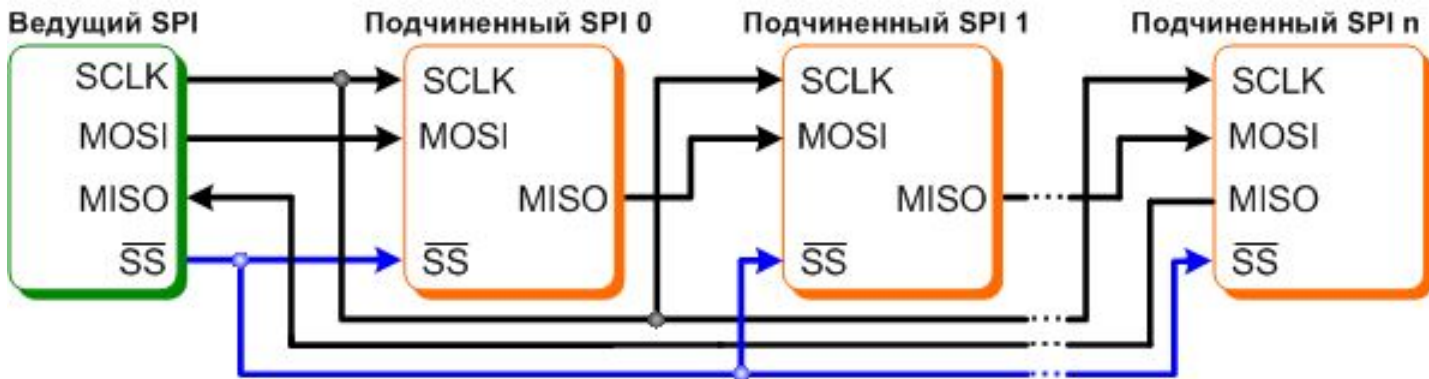 Ведущий SPI
Подчиненный SPI 0
Подчиненный SPI 1
Подчиненный SPI n
SCLK
MOSI
MISO
SS
SCLK
MOSI
MISO
SS
SCLK
MOSI
MISO
SS
SCLK
MOSI
MISO
SS